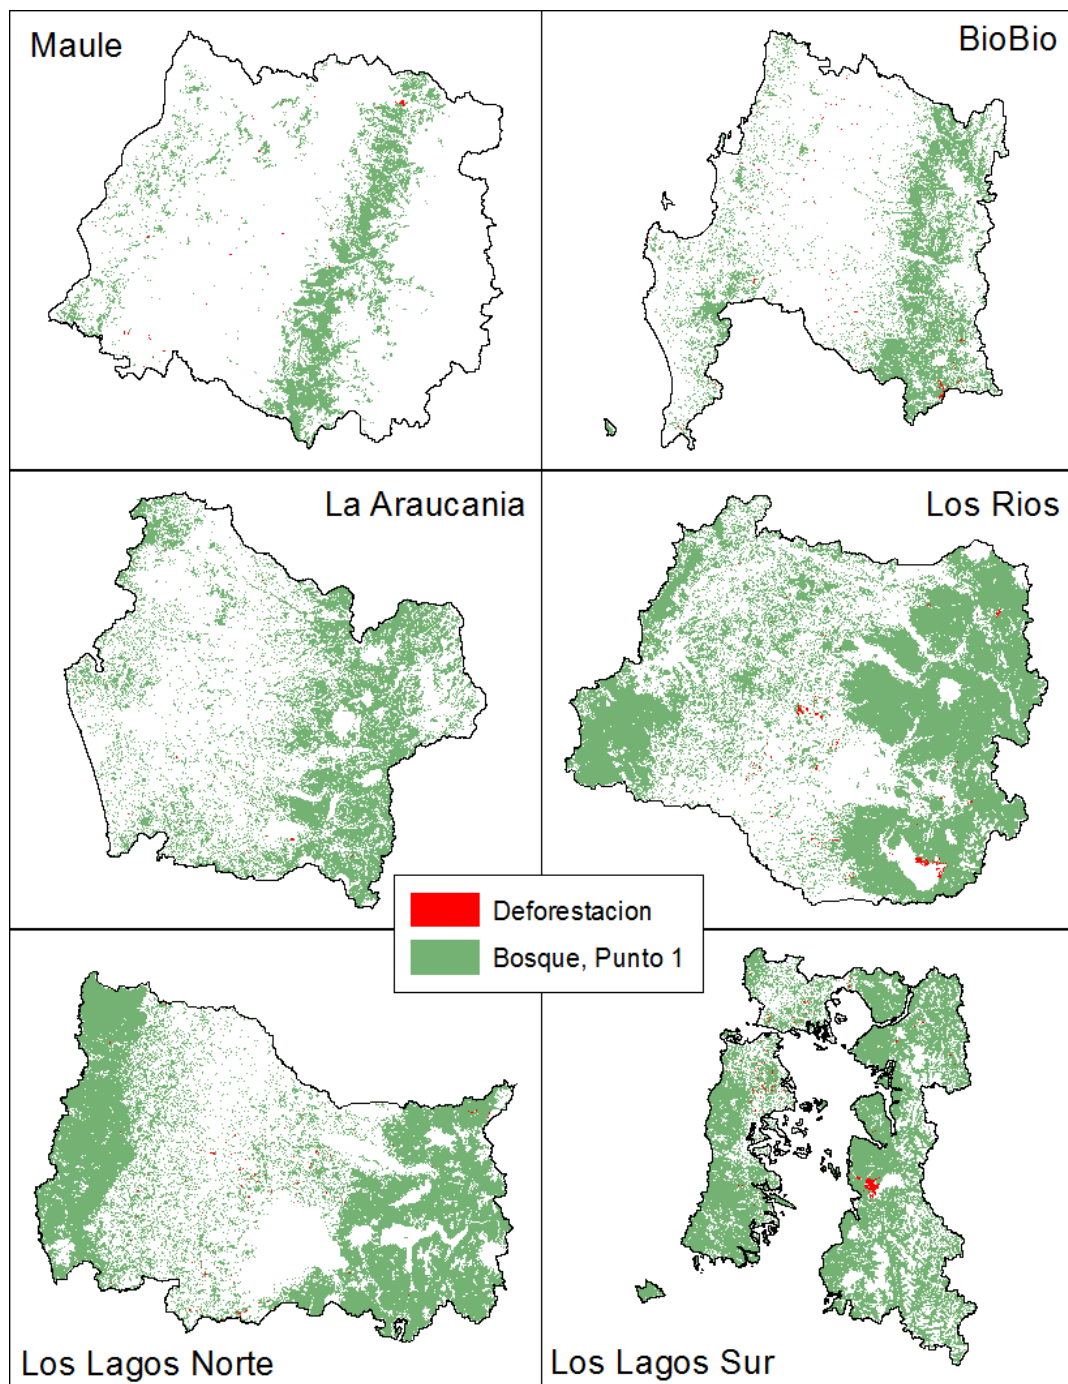 Maule
BioBio
La Araucania
Los Rios
Deforestacion
Bosque, Punto 1
Los Lagos Norte
Los Lagos Sur